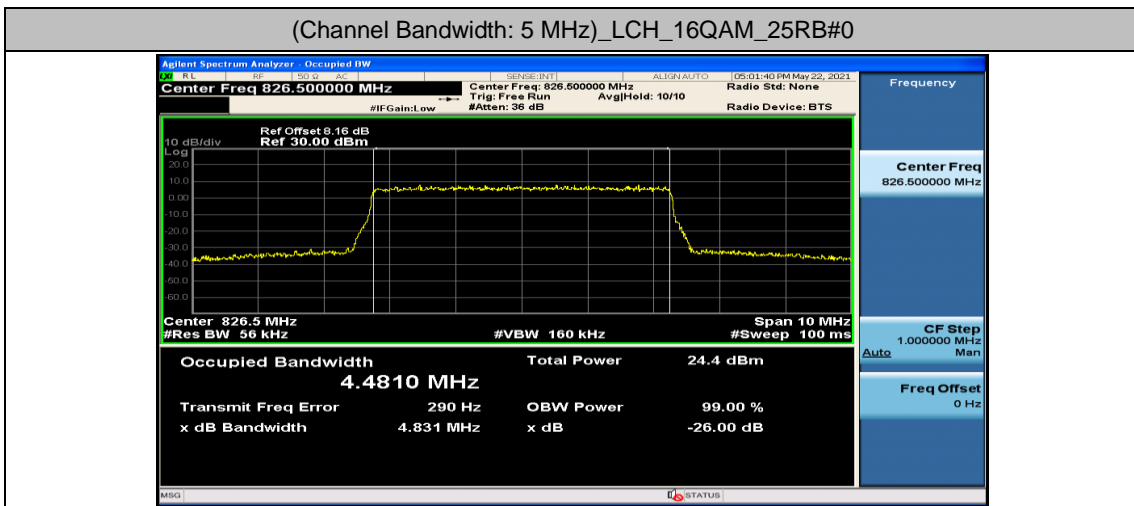 (Channel Bandwidth: 5 MHz)_LCH_16QAM_25RB#0
Agilent Spectrum Analyzer - Occupied BW
LXI RL RF 50 Ω AC SENSE:INT ALIGNAUTO 05:01:40 PM May 22, 2021
Center Freq 826.500000 MHz
Center Freq: 826.500000 MHz
Radio Std: None
Trig: Free Run Avg|Hold: 10/10
#IFGain:Low #Atten: 36 dB Radio Device: BTS
Ref Offset 8.16 dB
10 dB/div Ref 30.00 dBm
Log
20.0
10.0
0.00
-10.0
-20.0
-30.0
-40.0
-50.0
-60.0
Center 826.5 MHz Span 10 MHz
#Res BW 56 kHz #VBW 160 kHz #Sweep 100 ms
Occupied Bandwidth Total Power 24.4 dBm
4.4810 MHz
Transmit Freq Error 290 Hz OBW Power 99.00 %
x dB Bandwidth 4.831 MHz x dB -26.00 dB
MSG STATUS
Frequency
Center Freq
826.500000 MHz
CF Step
1.000000 MHz
Auto Man
Freq Offset
0 Hz